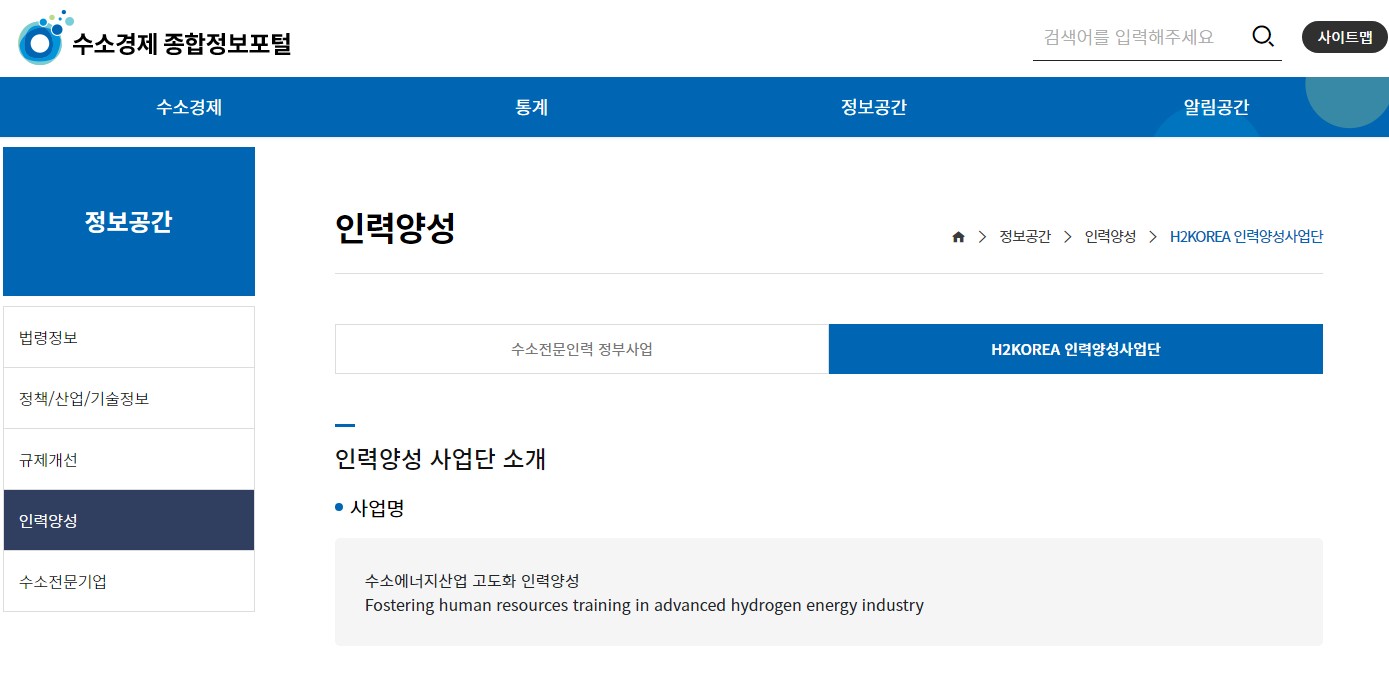 수소경제 종합정보포털
검색어를 입력해주세요
사이트맵
수소경제 통계 정보공간 알림공간
정보공간
법령정보
정책/산업/기술정보
규제개선
인력양성
수소전문기업
인력양성
정보공간 > 인력양성 > H2KOREA 인력양성사업단
수소전문인력 정부사업 H2KOREA 인력양성사업단
인력양성 사업단 소개
사업명
수소에너지산업 고도화 인력양성
Fostering human resources training in advanced hydrogen energy industry